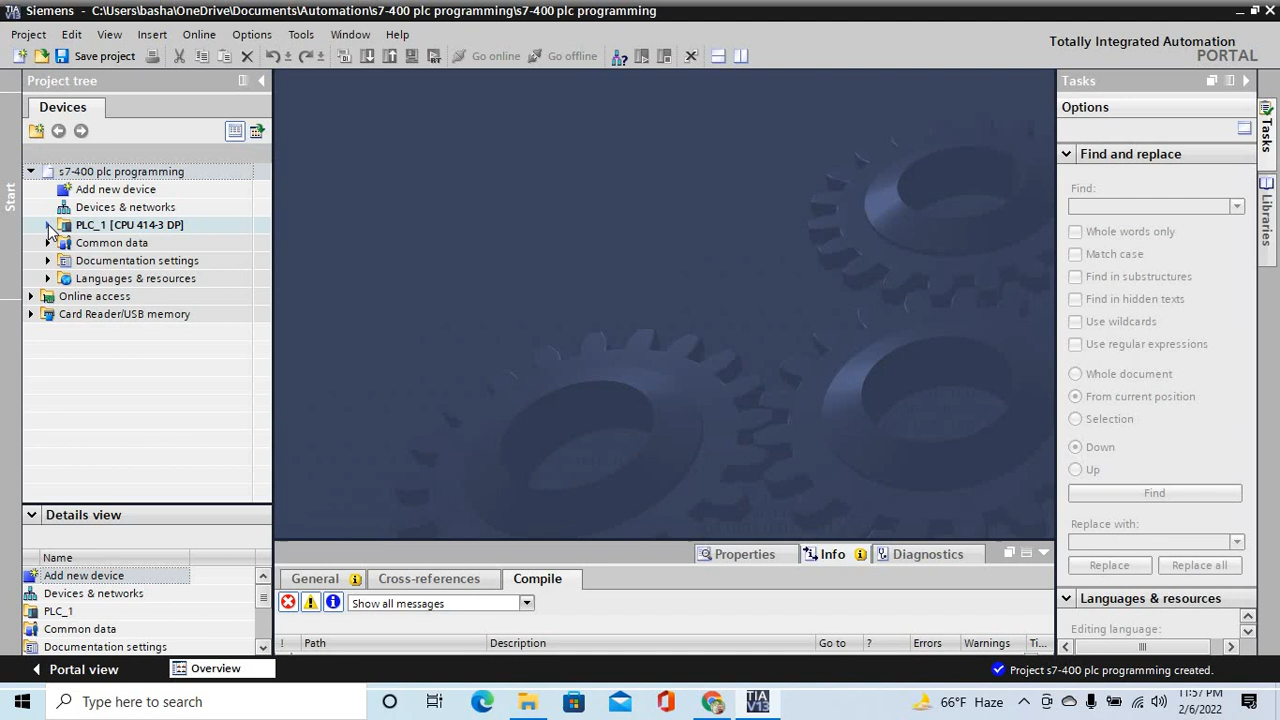 TIA
V13
Siemens - C:\Users\basha\OneDrive\Documents\Automation\s7-400 plc programming\s7-400 plc programming
Project Edit View Insert Online Options Tools Window Help
Totally Integrated Automation
PORTAL
Save project
Go online
Go offline
Project tree
Devices
Start
s7-400 plc programming
Add new device
Devices & networks
PLC_1 [CPU 414-3 DP]
Common data
Documentation settings
Languages & resources
Online access
Card Reader/USB memory
Details view
Name
Add new device
Devices & networks
PLC_1
Common data
Documentation settings
Properties
Info
Diagnostics
General
Cross-references
Compile
Show all messages
! Path Description Go to ? Errors Warnings Ti...
Tasks
Options
Find and replace
Find:
Whole words only
Match case
Find in substructures
Find in hidden texts
Use wildcards
Use regular expressions
Whole document
From current position
Selection
Down
Up
Find
Replace with:
Replace
Replace all
Languages & resources
Editing language:
Tasks
Libraries
Portal view
Overview
Project s7-400 plc programming created.
Type here to search
TIA
V13
66°F Haze
11:57 PM
2/6/2022